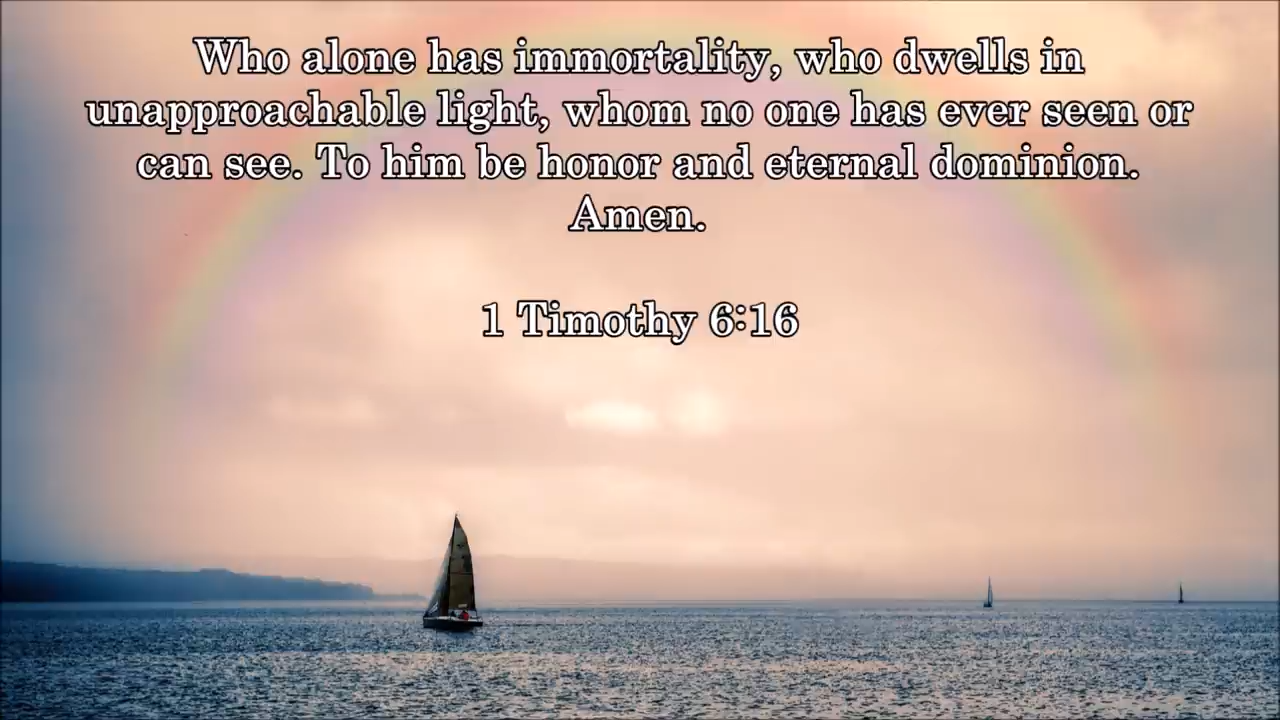 Who alone has immortality, who dwells in
unapproachable light, whom no one has ever seen or
can see. To him be honor and eternal dominion.
Amen.
1 Timothy 6:16